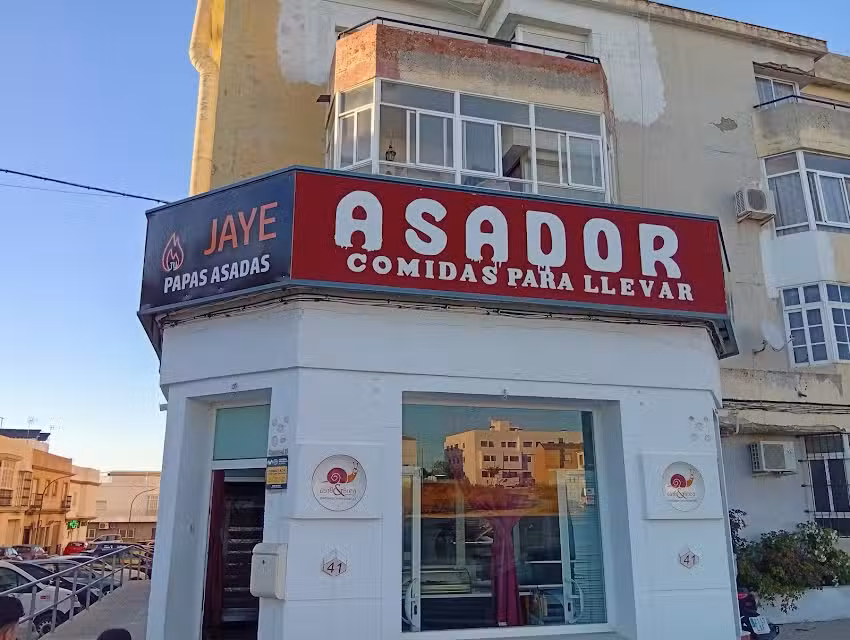 JAYE
PAPAS ASADAS
ASADOR
COMIDAS PARA LLEVAR
41
41